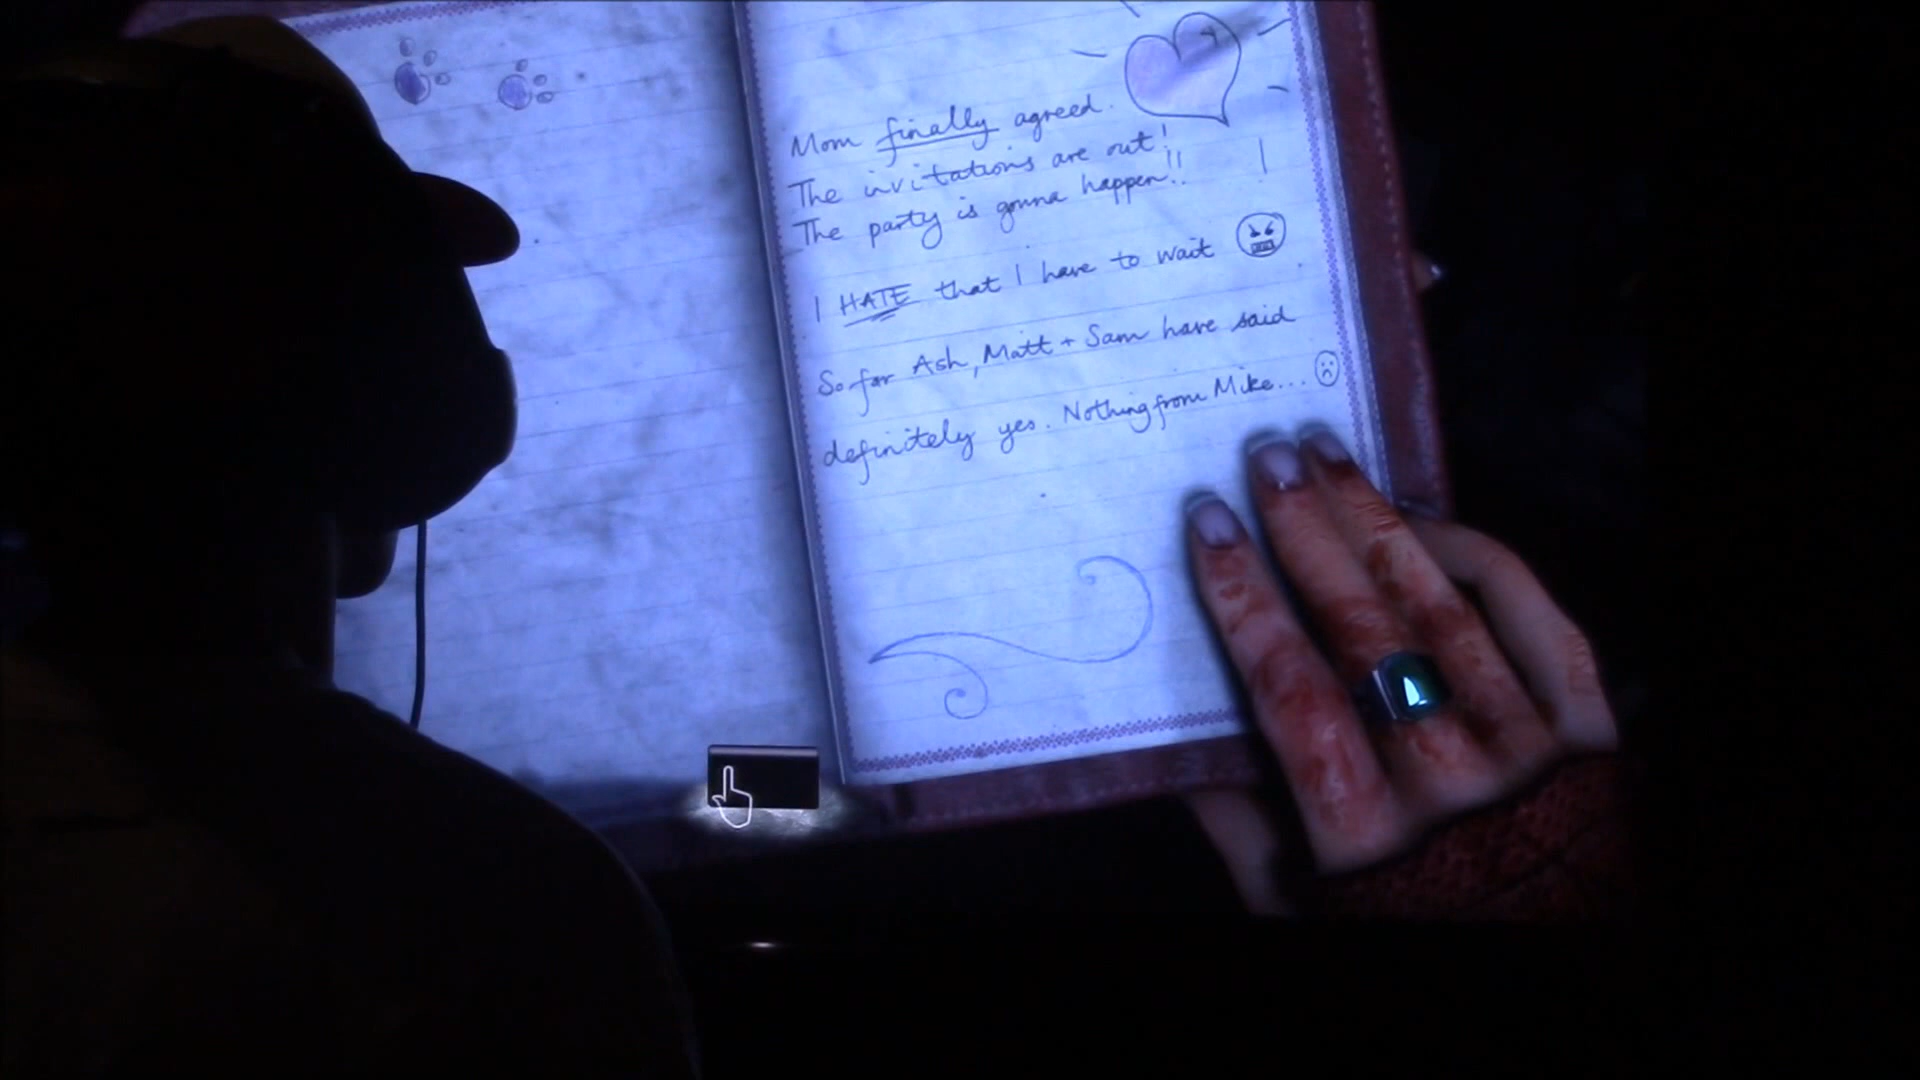 Mom finally agreed.
The invitations are out!
The party is gonna happen!!!
I HATE that I have to wait
So far Ash, Matt + Sam have said
definitely yes. Nothing from Mike...